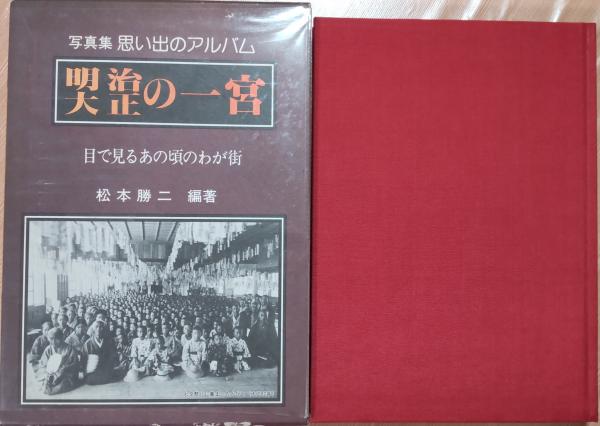 写真集 思い出のアルバム
明治
大正の一宮
目で見るあの頃のわが街
松本勝二 編著